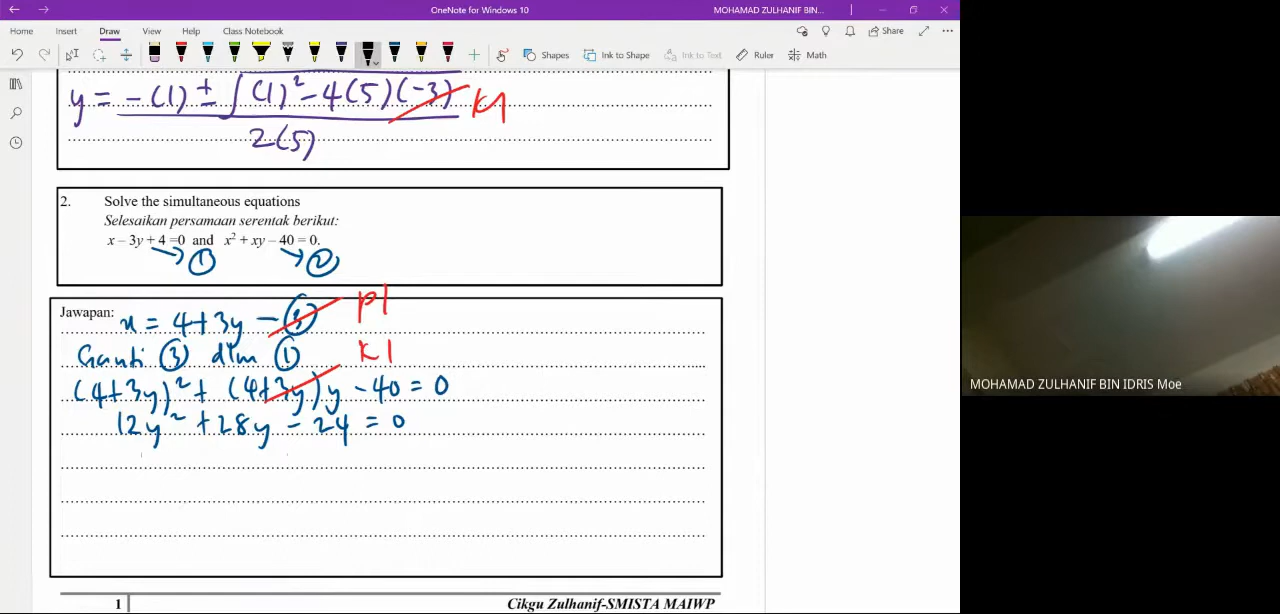 OneNote for Windows 10
MOHAMAD ZULHANIF BIN...
Home Insert Draw View Help Class Notebook
Share
Shapes Ink to Shape Ink to Text Ruler Math
y = -(1) ± √(1)² - 4(5)(-3) K1
2(5)
2. Solve the simultaneous equations
Selesaikan persamaan serentak berikut:
x – 3y + 4 =0 and x² + xy – 40 = 0.
→ ① → ②
Jawapan: x = 4+3y - ③ P1
Ganti ③ dlm ① K1
(4+3y)² + (4+3y)y - 40 = 0
12y² + 28y - 24 = 0
1 Cikgu Zulhanif-SMISTA MAIWP
MOHAMAD ZULHANIF BIN IDRIS Moe